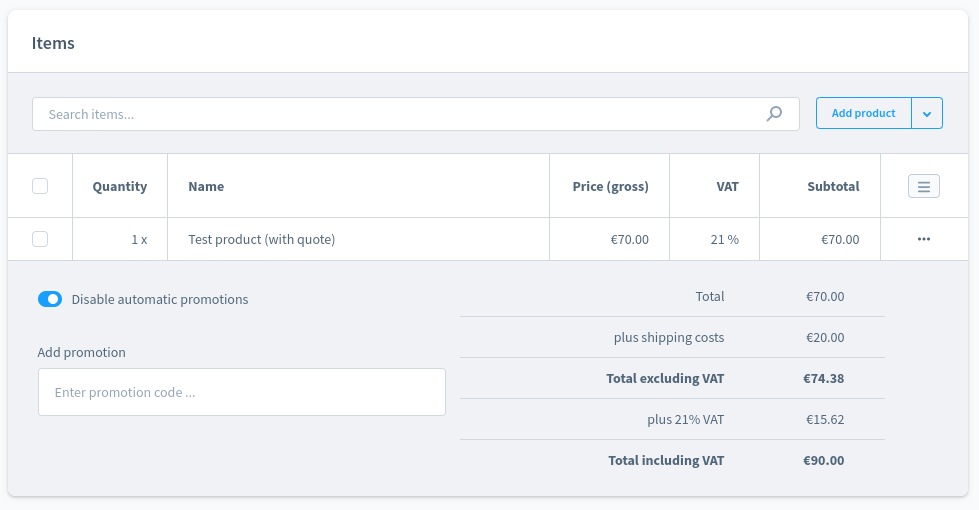 Items
Search items...
Add product
Quantity Name Price (gross) VAT Subtotal
1 x Test product (with quote) €70.00 21 % €70.00
Disable automatic promotions
Add promotion
Enter promotion code ...
Total €70.00
plus shipping costs €20.00
Total excluding VAT €74.38
plus 21% VAT €15.62
Total including VAT €90.00